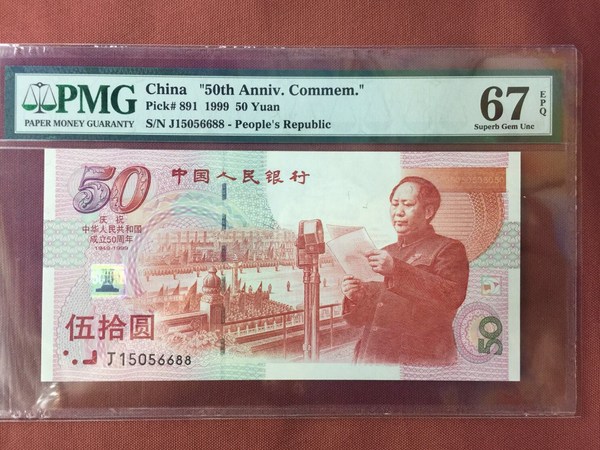 PMG
PAPER MONEY GUARANTY
China "50th Anniv. Commem."
Pick# 891 1999 50 Yuan
S/N J15056688 - People's Republic
67 EPQ
Superb Gem Unc
50
中国人民银行
庆祝
中华人民共和国
成立50周年
1949-1999
伍拾圆
J15056688
50